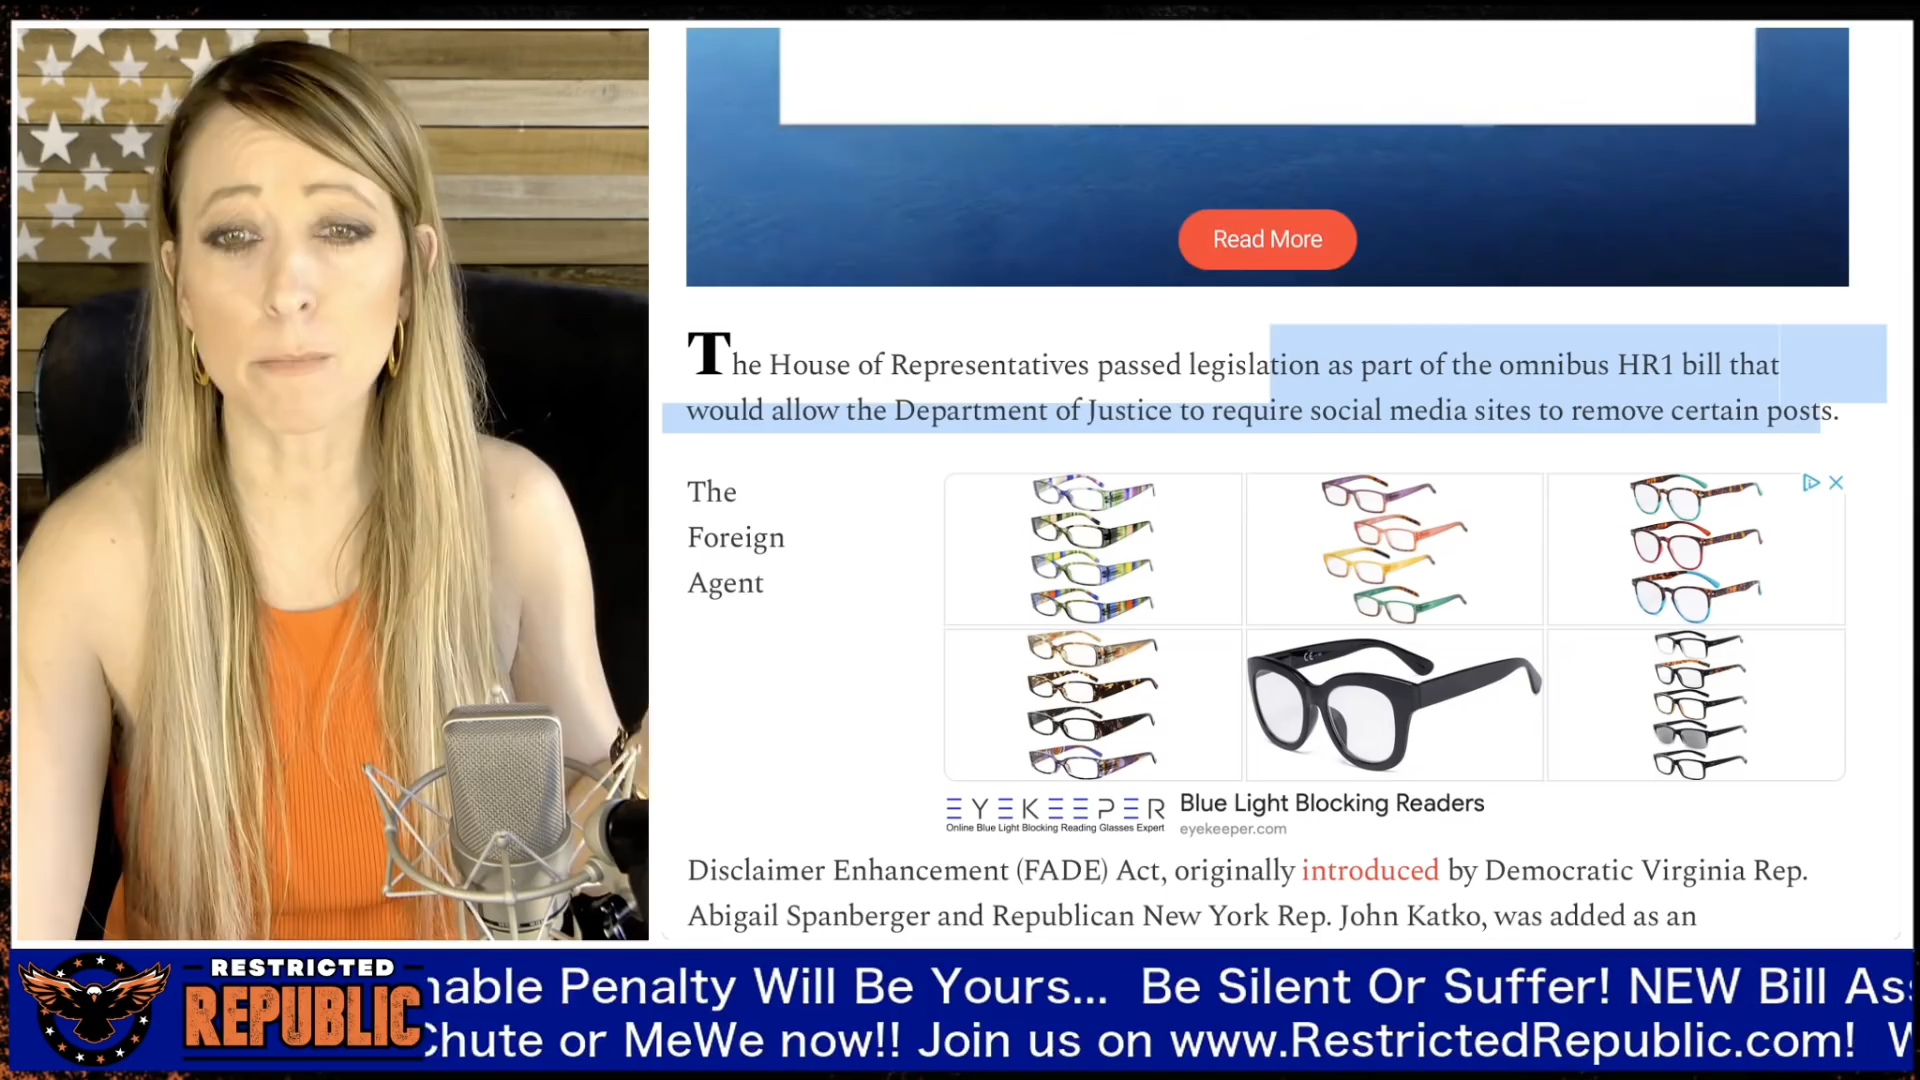 Read More
The House of Representatives passed legislation as part of the omnibus HR1 bill that
would allow the Department of Justice to require social media sites to remove certain posts.
The
Foreign
Agent
EYEKEEPER
Online Blue Light Blocking Reading Glasses Expert
Blue Light Blocking Readers
eyekeeper.com
Disclaimer Enhancement (FADE) Act, originally introduced by Democratic Virginia Rep.
Abigail Spanberger and Republican New York Rep. John Katko, was added as an
RESTRICTED
REPUBLIC
nable Penalty Will Be Yours... Be Silent Or Suffer! NEW Bill As
Chute or MeWe now!! Join us on www.RestrictedRepublic.com! W